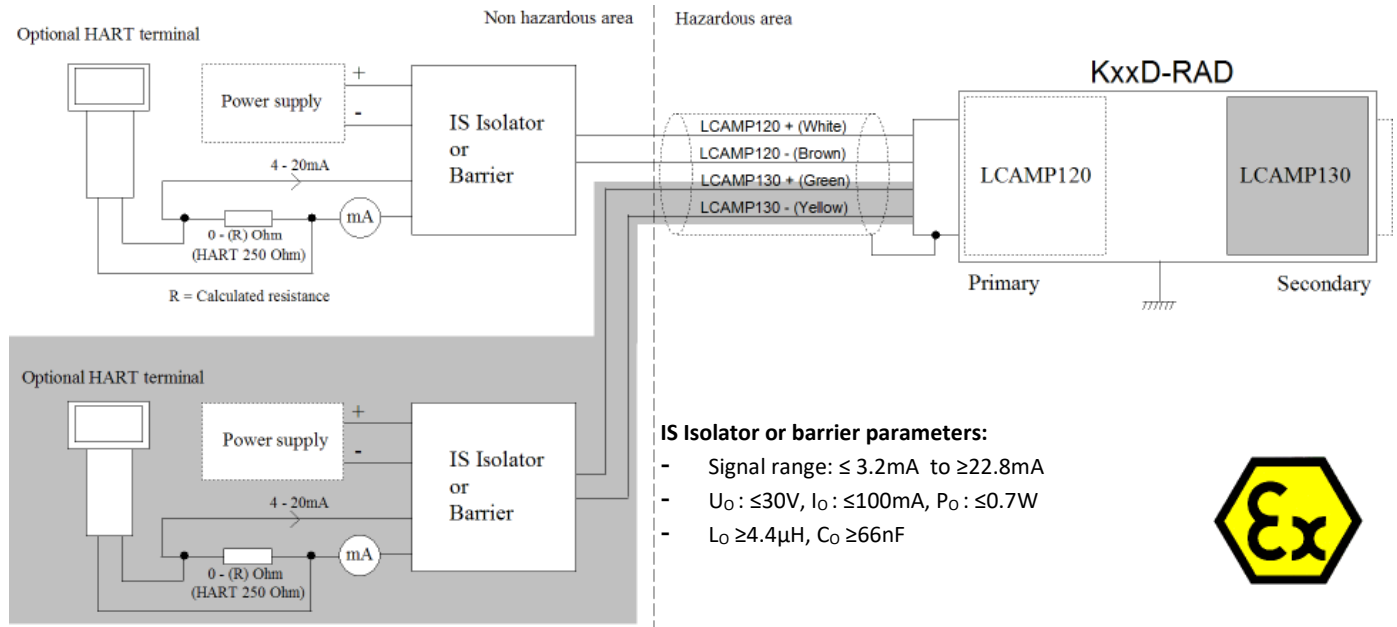 Non hazardous area
Hazardous area
Optional HART terminal
Power supply
+
-
IS Isolator
or
Barrier
4 - 20mA
mA
0 - (R) Ohm
(HART 250 Ohm)
R = Calculated resistance
LCAMP120 + (White)
LCAMP120 - (Brown)
LCAMP130 + (Green)
LCAMP130 - (Yellow)
KxxD-RAD
LCAMP120
LCAMP130
Primary
Secondary
Optional HART terminal
Power supply
+
-
IS Isolator
or
Barrier
4 - 20mA
mA
0 - (R) Ohm
(HART 250 Ohm)
IS Isolator or barrier parameters:
- Signal range: ≤ 3.2mA to ≥22.8mA
- UO : ≤30V, IO : ≤100mA, PO : ≤0.7W
- LO ≥4.4µH, CO ≥66nF
Ex